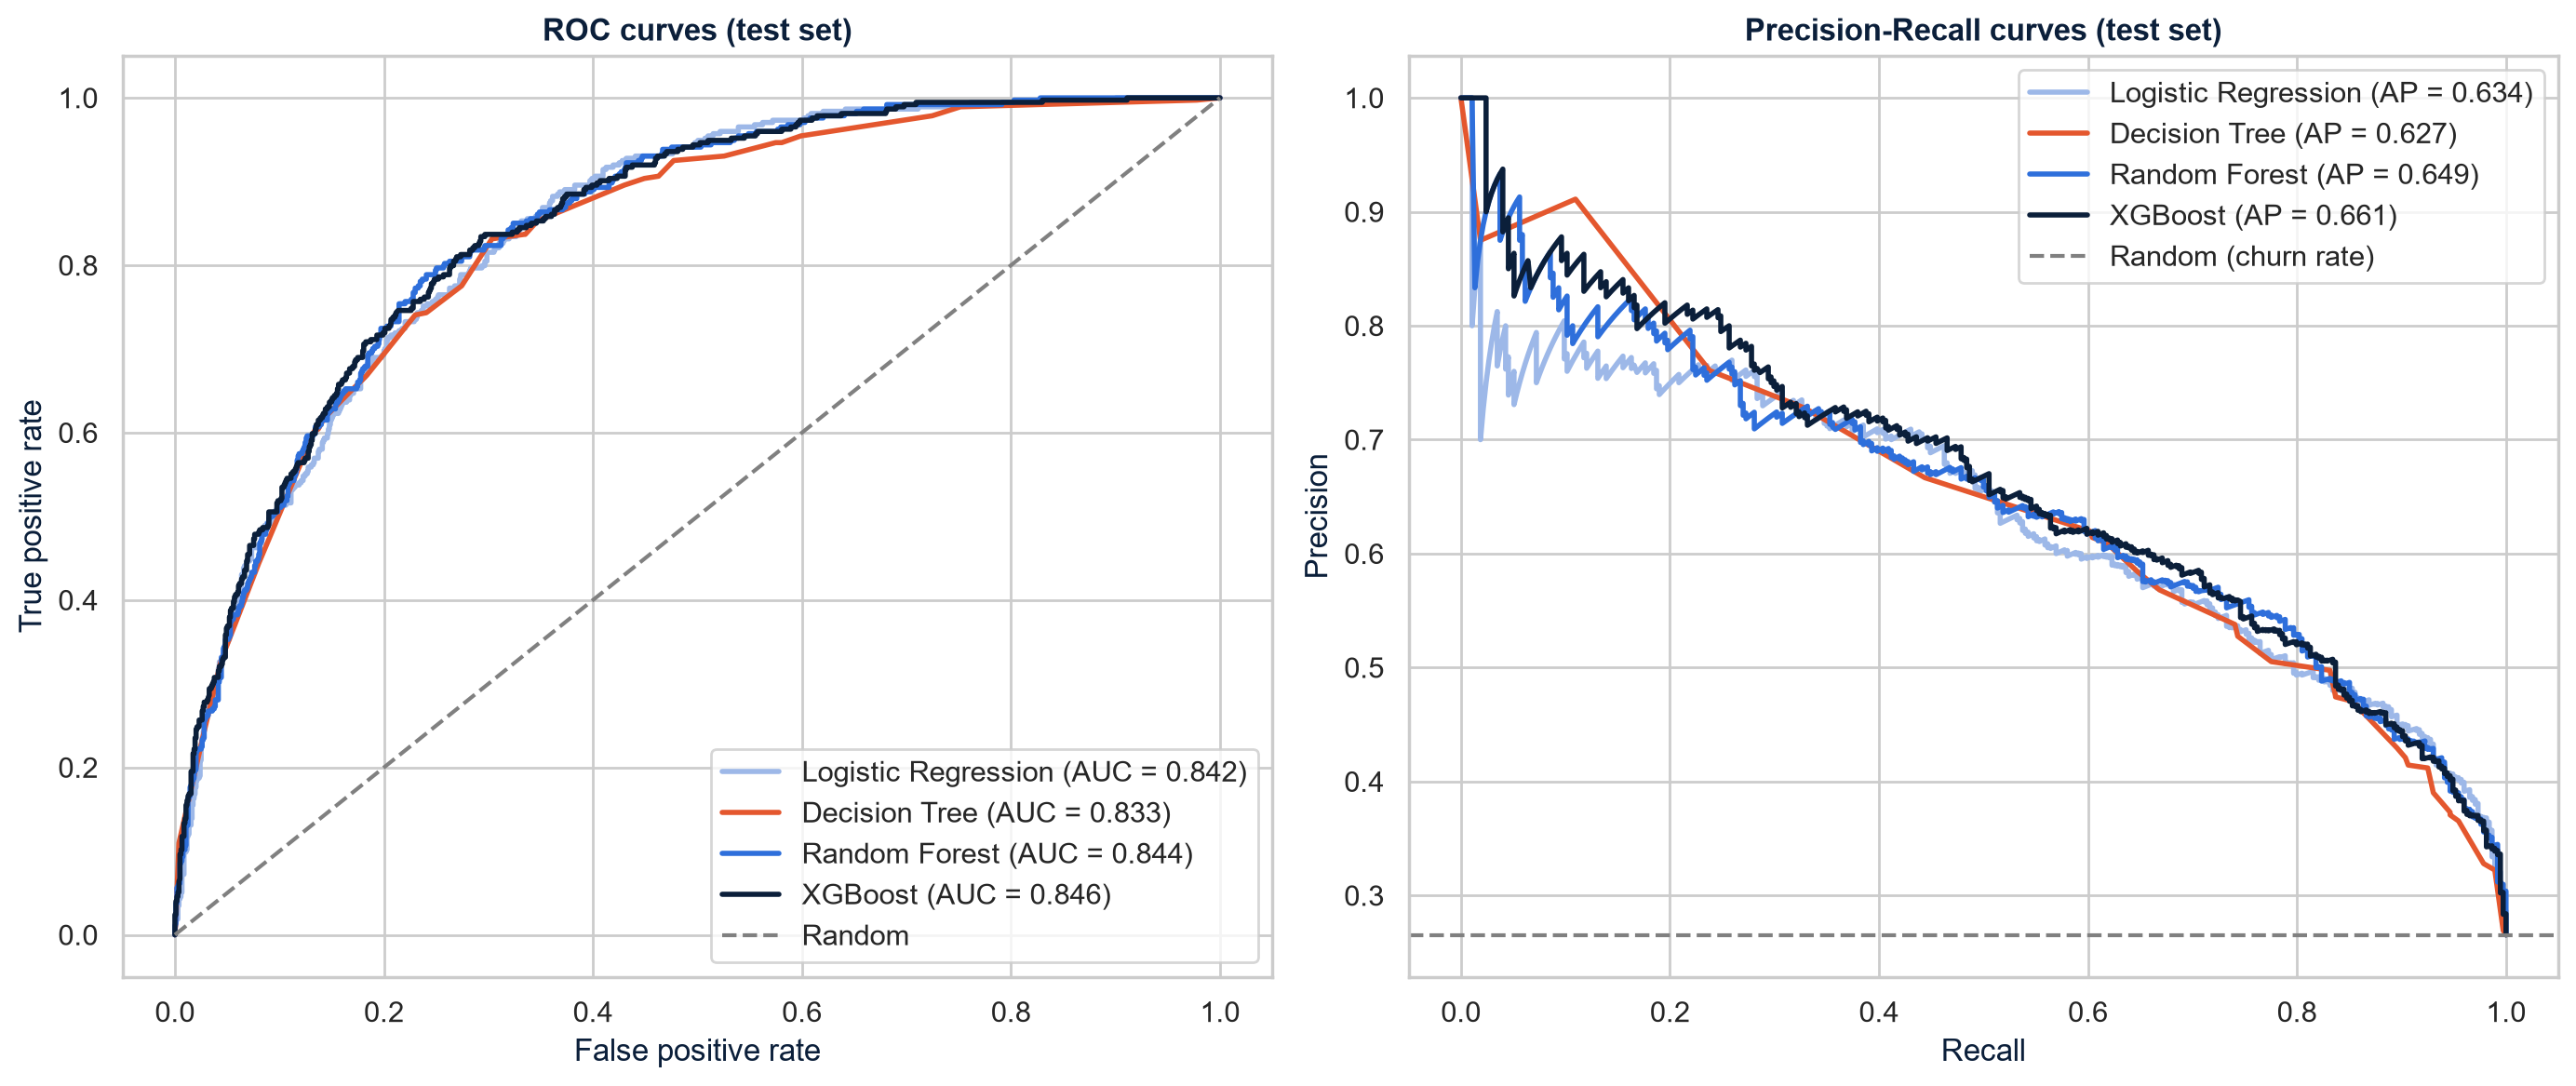 ROC curves (test set)
True positive rate
1.0
0.8
0.6
0.4
0.2
0.0
Logistic Regression (AUC = 0.842)
Decision Tree (AUC = 0.833)
Random Forest (AUC = 0.844)
XGBoost (AUC = 0.846)
Random
0.0 0.2 0.4 0.6 0.8 1.0
False positive rate
Precision-Recall curves (test set)
Precision
1.0
0.9
0.8
0.7
0.6
0.5
0.4
0.3
Logistic Regression (AP = 0.634)
Decision Tree (AP = 0.627)
Random Forest (AP = 0.649)
XGBoost (AP = 0.661)
Random (churn rate)
0.0 0.2 0.4 0.6 0.8 1.0
Recall